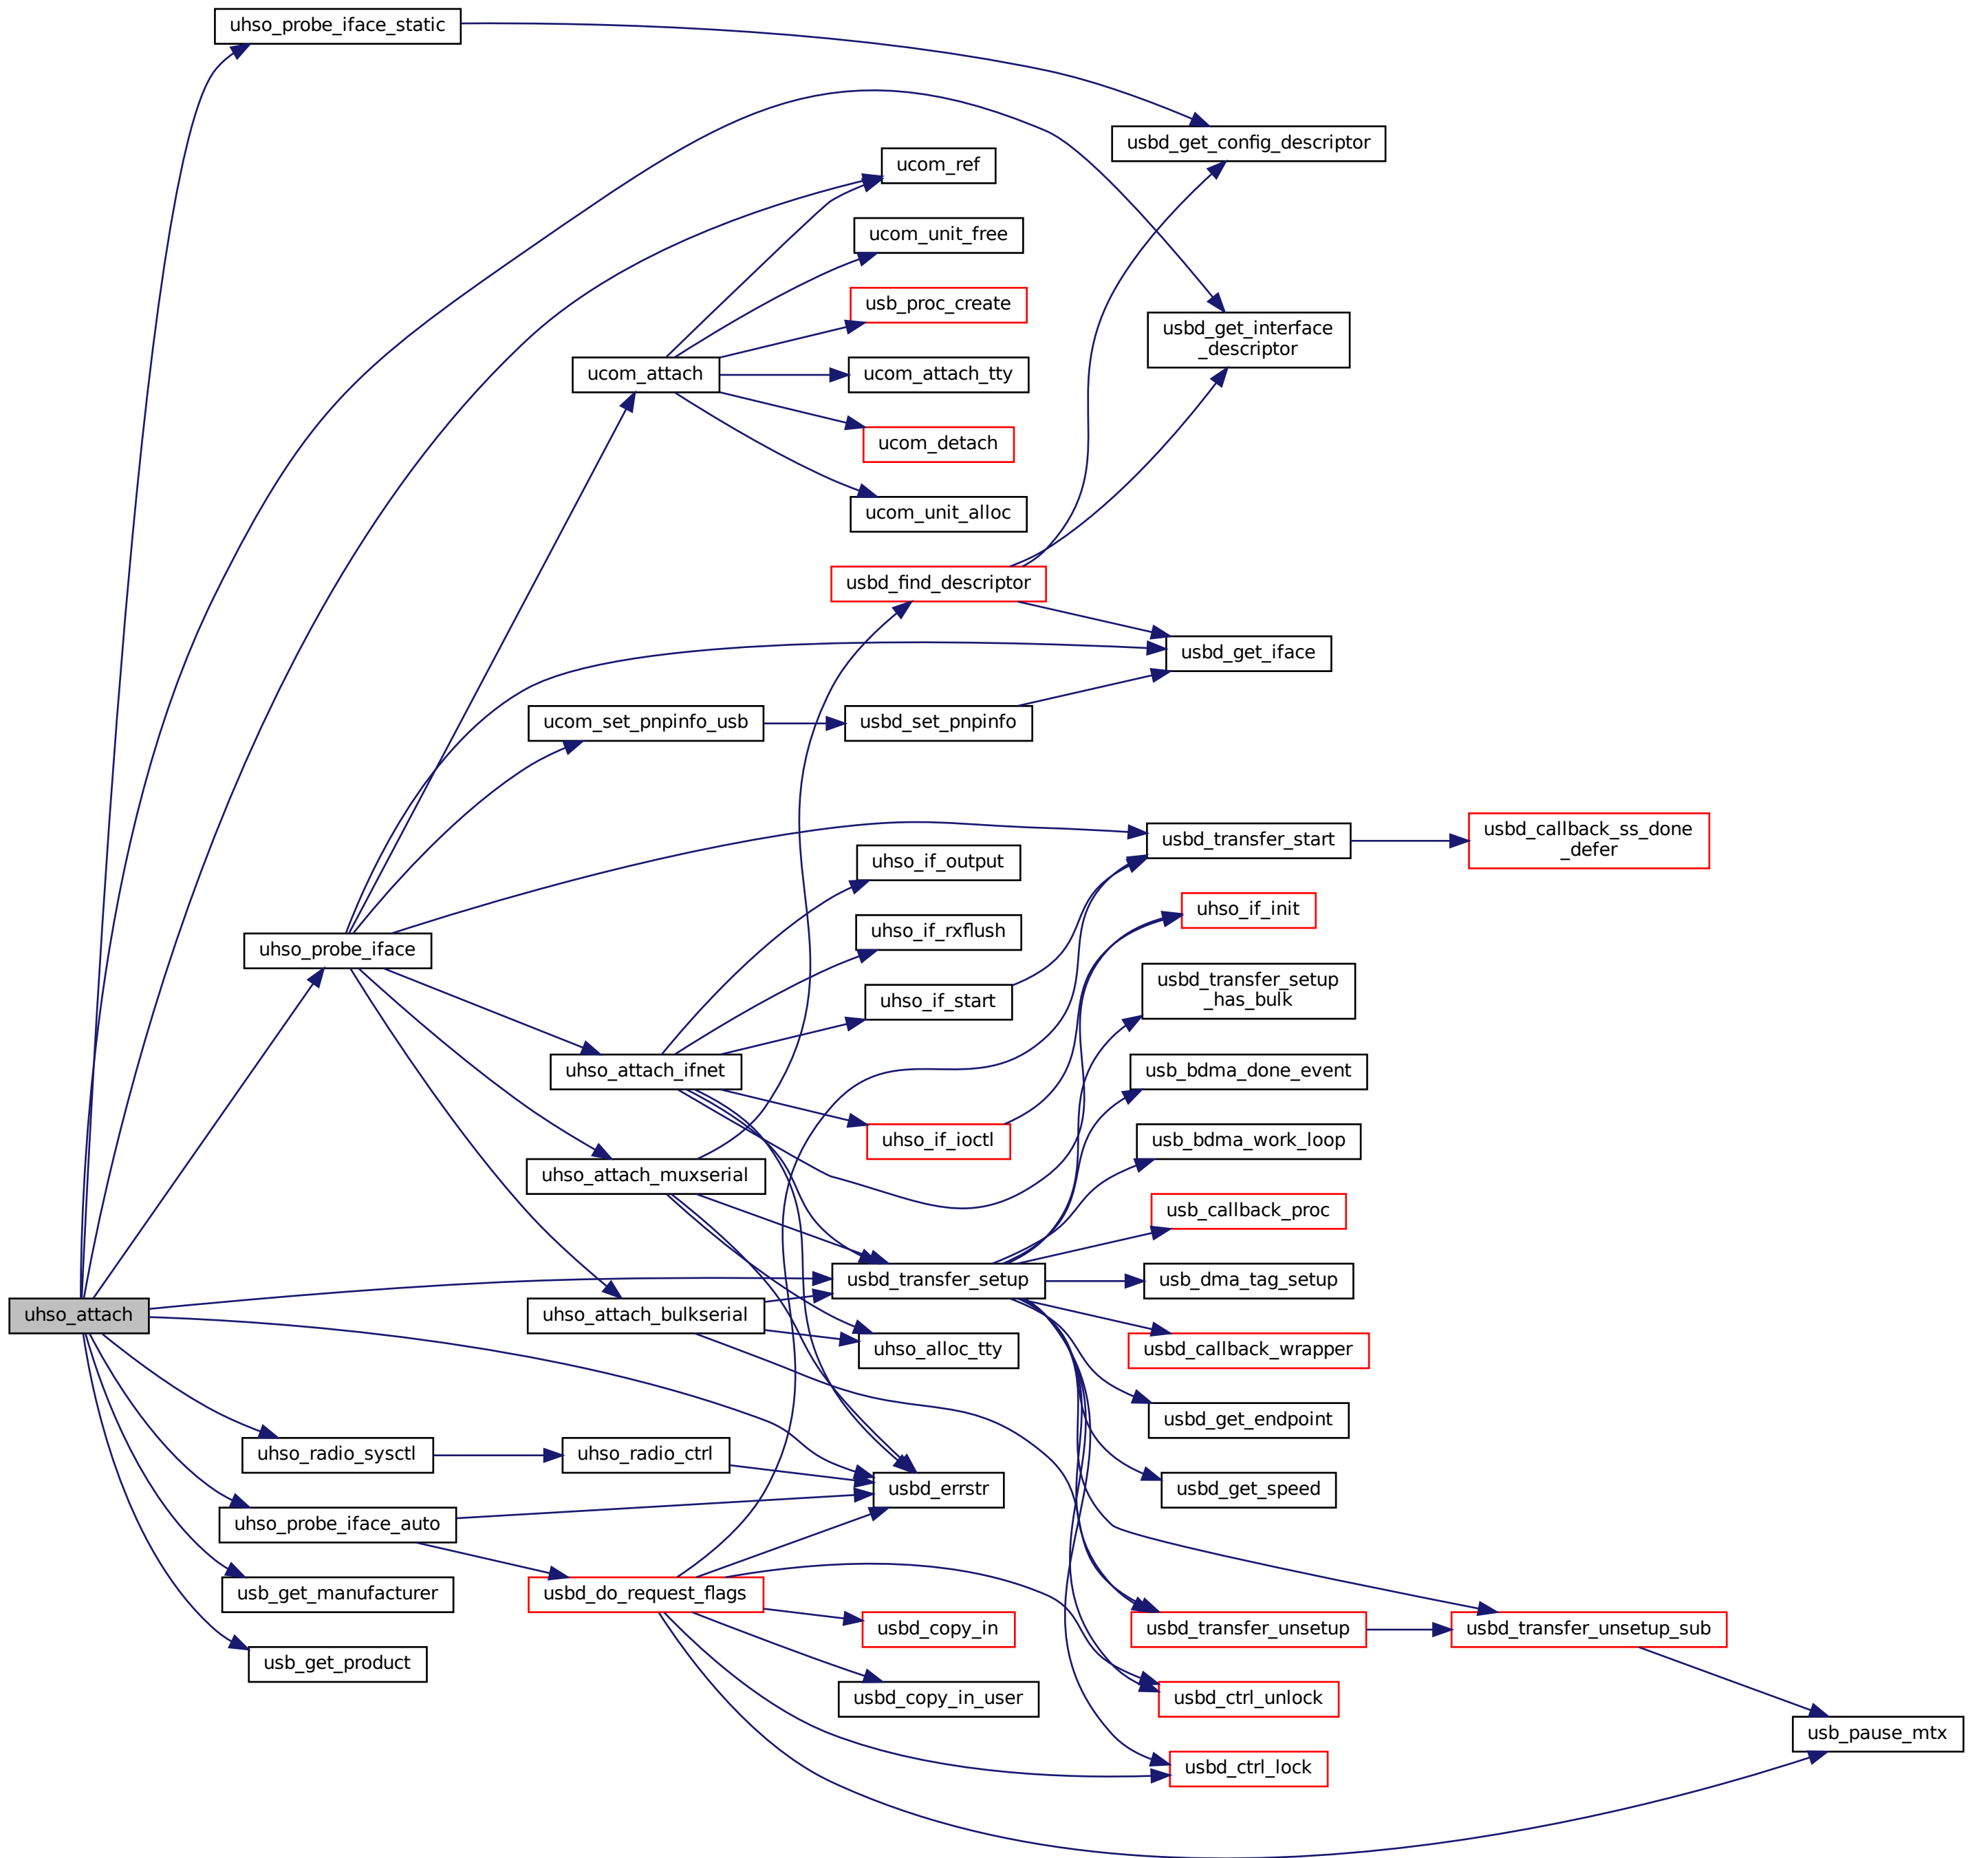 uhso_probe_iface_static
usbd_get_config_descriptor
ucom_ref
ucom_unit_free
usb_proc_create
usbd_get_interface
_descriptor
ucom_attach
ucom_attach_tty
ucom_detach
ucom_unit_alloc
usbd_find_descriptor
usbd_get_iface
ucom_set_pnpinfo_usb
usbd_set_pnpinfo
usbd_transfer_start
usbd_callback_ss_done
_defer
uhso_if_output
uhso_if_init
uhso_if_rxflush
uhso_probe_iface
uhso_if_start
usbd_transfer_setup
_has_bulk
uhso_attach_ifnet
usb_bdma_done_event
uhso_if_ioctl
usb_bdma_work_loop
uhso_attach_muxserial
usb_callback_proc
usbd_transfer_setup
usb_dma_tag_setup
uhso_attach
uhso_attach_bulkserial
uhso_alloc_tty
usbd_callback_wrapper
usbd_get_endpoint
uhso_radio_sysctl
uhso_radio_ctrl
usbd_errstr
usbd_get_speed
uhso_probe_iface_auto
usb_get_manufacturer
usbd_do_request_flags
usbd_copy_in
usbd_transfer_unsetup
usbd_transfer_unsetup_sub
usb_get_product
usbd_copy_in_user
usbd_ctrl_unlock
usb_pause_mtx
usbd_ctrl_lock